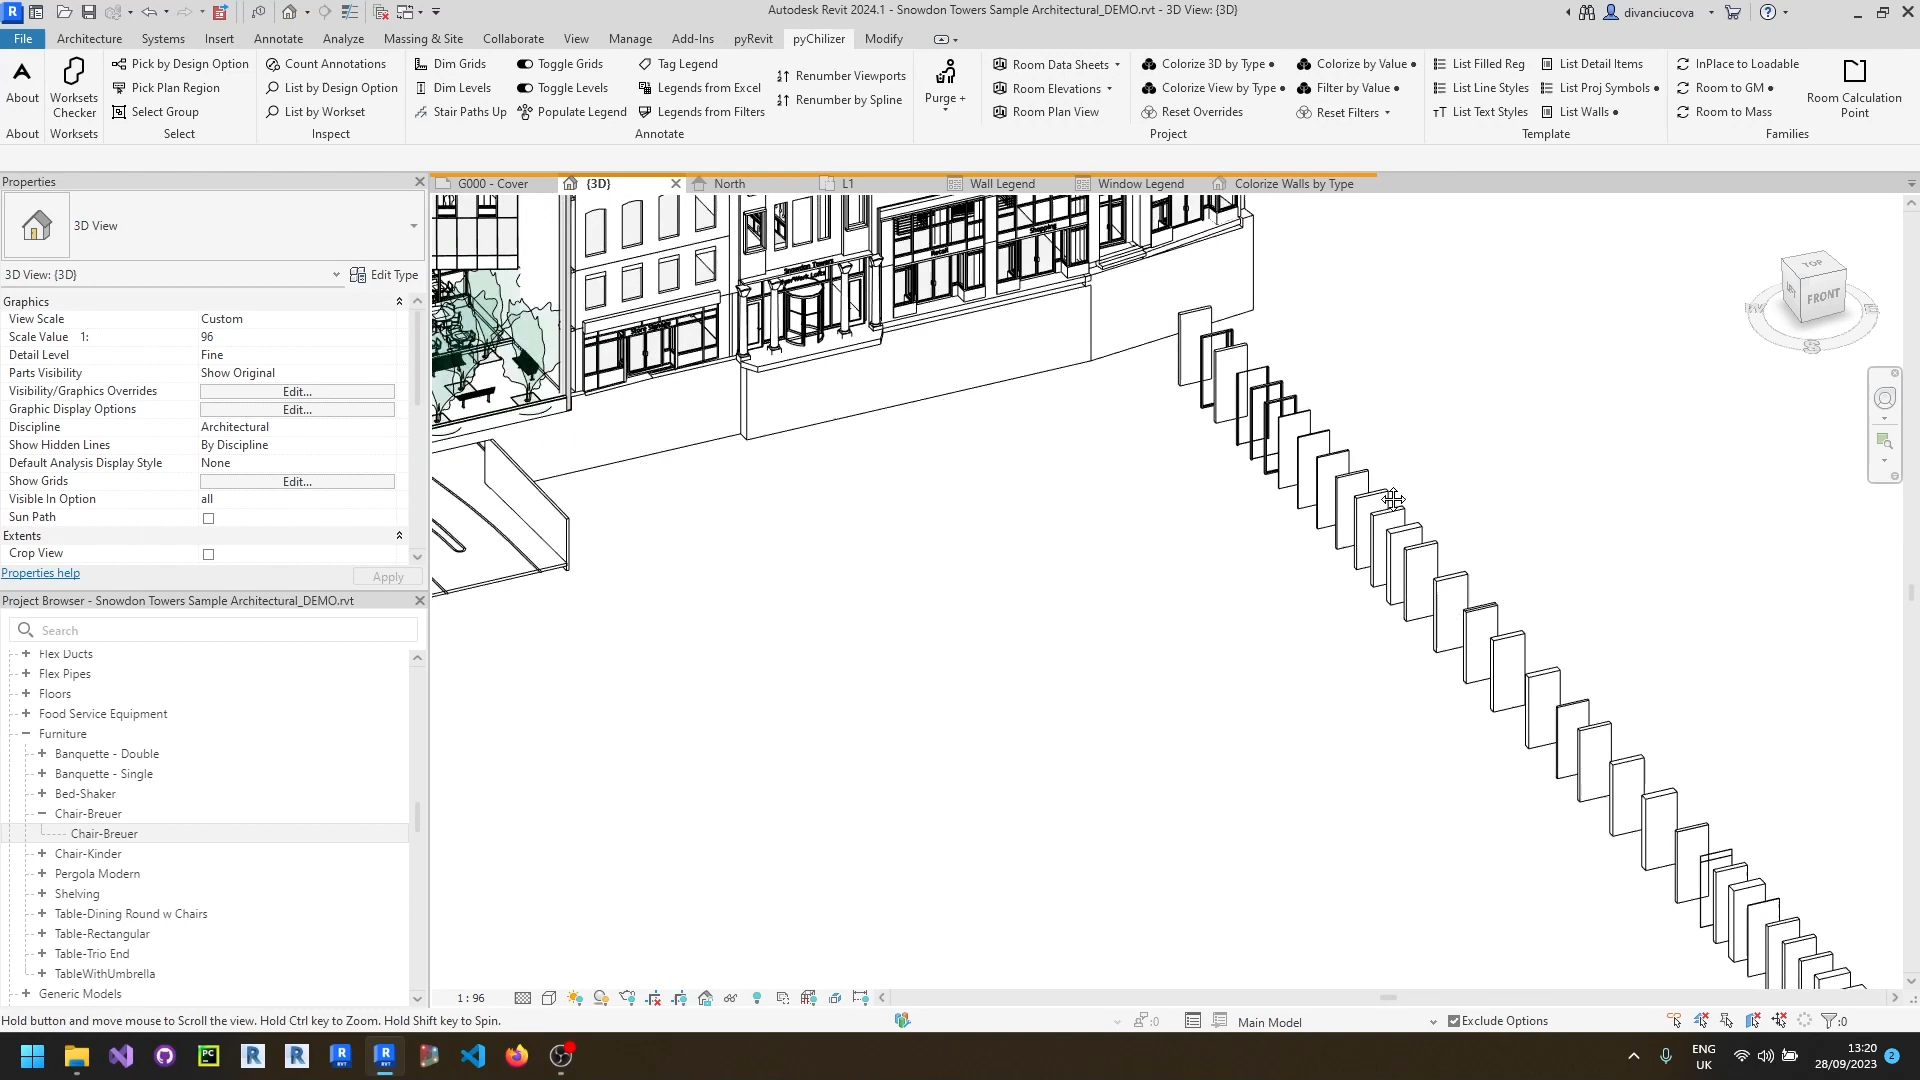 Autodesk Revit 2024.1 - Snowdon Towers Sample Architectural_DEMO.rvt - 3D View: {3D}
divanciucova
File
Architecture
Systems
Insert
Annotate
Analyze
Massing & Site
Collaborate
View
Manage
Add-Ins
pyRevit
pyChilizer
Modify
About
Worksets
Checker
Pick by Design Option
Pick Plan Region
Select Group
Count Annotations
List by Design Option
List by Workset
Dim Grids
Dim Levels
Stair Paths Up
Toggle Grids
Toggle Levels
Populate Legend
Tag Legend
Legends from Excel
Legends from Filters
Renumber Viewports
Renumber by Spline
Purge +
Room Data Sheets
Room Elevations
Room Plan View
Colorize 3D by Type
Colorize View by Type
Reset Overrides
Colorize by Value
Filter by Value
Reset Filters
List Filled Reg
List Line Styles
List Text Styles
List Detail Items
List Proj Symbols
List Walls
InPlace to Loadable
Room to GM
Room to Mass
Room Calculation
Point
About
Worksets
Select
Inspect
Annotate
Project
Template
Families
Properties
3D View
3D View: {3D}
Edit Type
Graphics
View Scale Custom
Scale Value 1: 96
Detail Level Fine
Parts Visibility Show Original
Visibility/Graphics Overrides Edit...
Graphic Display Options Edit...
Discipline Architectural
Show Hidden Lines By Discipline
Default Analysis Display Style None
Show Grids Edit...
Visible In Option all
Sun Path
Extents
Crop View
Properties help
Apply
Project Browser - Snowdon Towers Sample Architectural_DEMO.rvt
Search
Flex Ducts
Flex Pipes
Floors
Food Service Equipment
Furniture
Banquette - Double
Banquette - Single
Bed-Shaker
Chair-Breuer
Chair-Breuer
Chair-Kinder
Pergola Modern
Shelving
Table-Dining Round w Chairs
Table-Rectangular
Table-Trio End
TableWithUmbrella
Generic Models
G000 - Cover
{3D}
North
L1
Wall Legend
Window Legend
Colorize Walls by Type
Snowdon Towers
Retail
Shopping
TOP
FRONT
S
1 : 96
Hold button and move mouse to Scroll the view. Hold Ctrl key to Zoom. Hold Shift key to Spin.
:0
Main Model
Exclude Options
:0
ENG
UK
13:20
28/09/2023
2